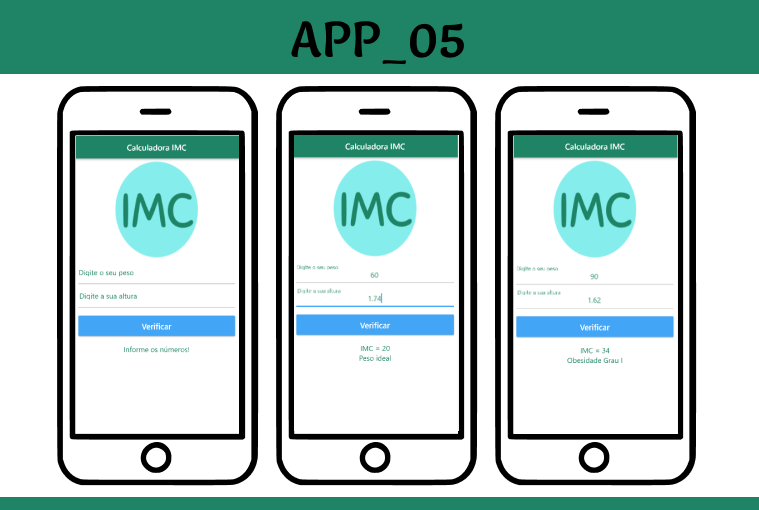 APP_05
Calculadora IMC
IMC
Digite o seu peso
Digite a sua altura
Verificar
Informe os números!
Calculadora IMC
IMC
Digite o seu peso
60
Digite a sua altura
1.74
Verificar
IMC = 20
Peso ideal
Calculadora IMC
IMC
Digite o seu peso
90
Digite a sua altura
1.62
Verificar
IMC = 34
Obesidade Grau I